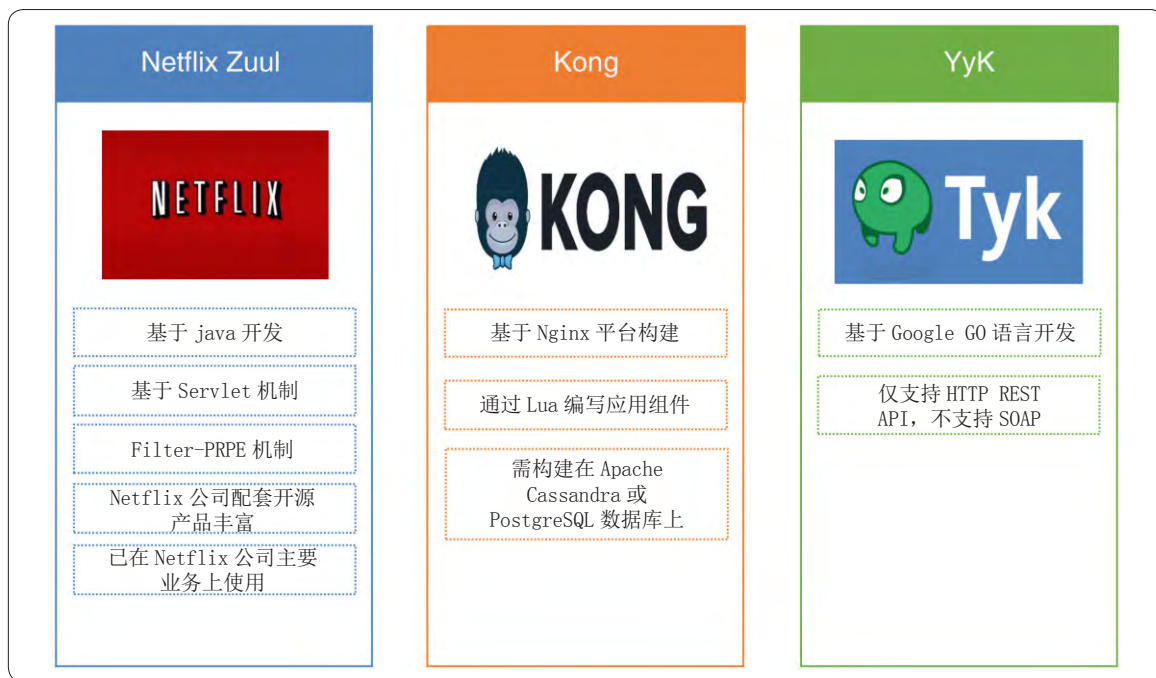 Netflix Zuul
NETFLIX
基于 java 开发
基于 Servlet 机制
Filter-PRPE 机制
Netflix 公司配套开源
产品丰富
已在 Netflix 公司主要
业务上使用
Kong
KONG
基于 Nginx 平台构建
通过 Lua 编写应用组件
需构建在 Apache
Cassandra 或
PostgreSQL 数据库上
YyK
Tyk
基于 Google GO 语言开发
仅支持 HTTP REST
API，不支持 SOAP